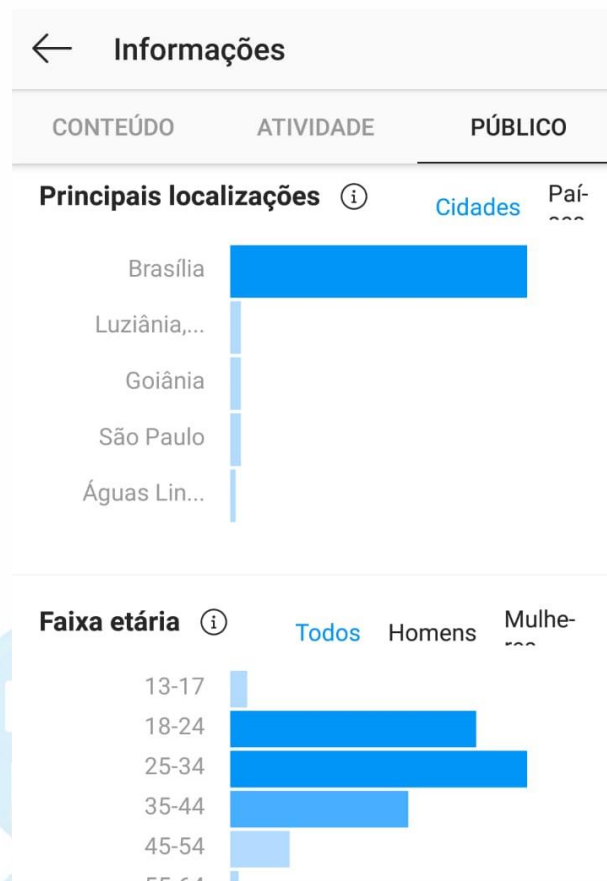 Informações
CONTEÚDO ATIVIDADE PÚBLICO
Principais localizações Cidades Paí-
Brasília
Luziânia,...
Goiânia
São Paulo
Águas Lin...
Faixa etária Todos Homens Mulhe-
13-17
18-24
25-34
35-44
45-54